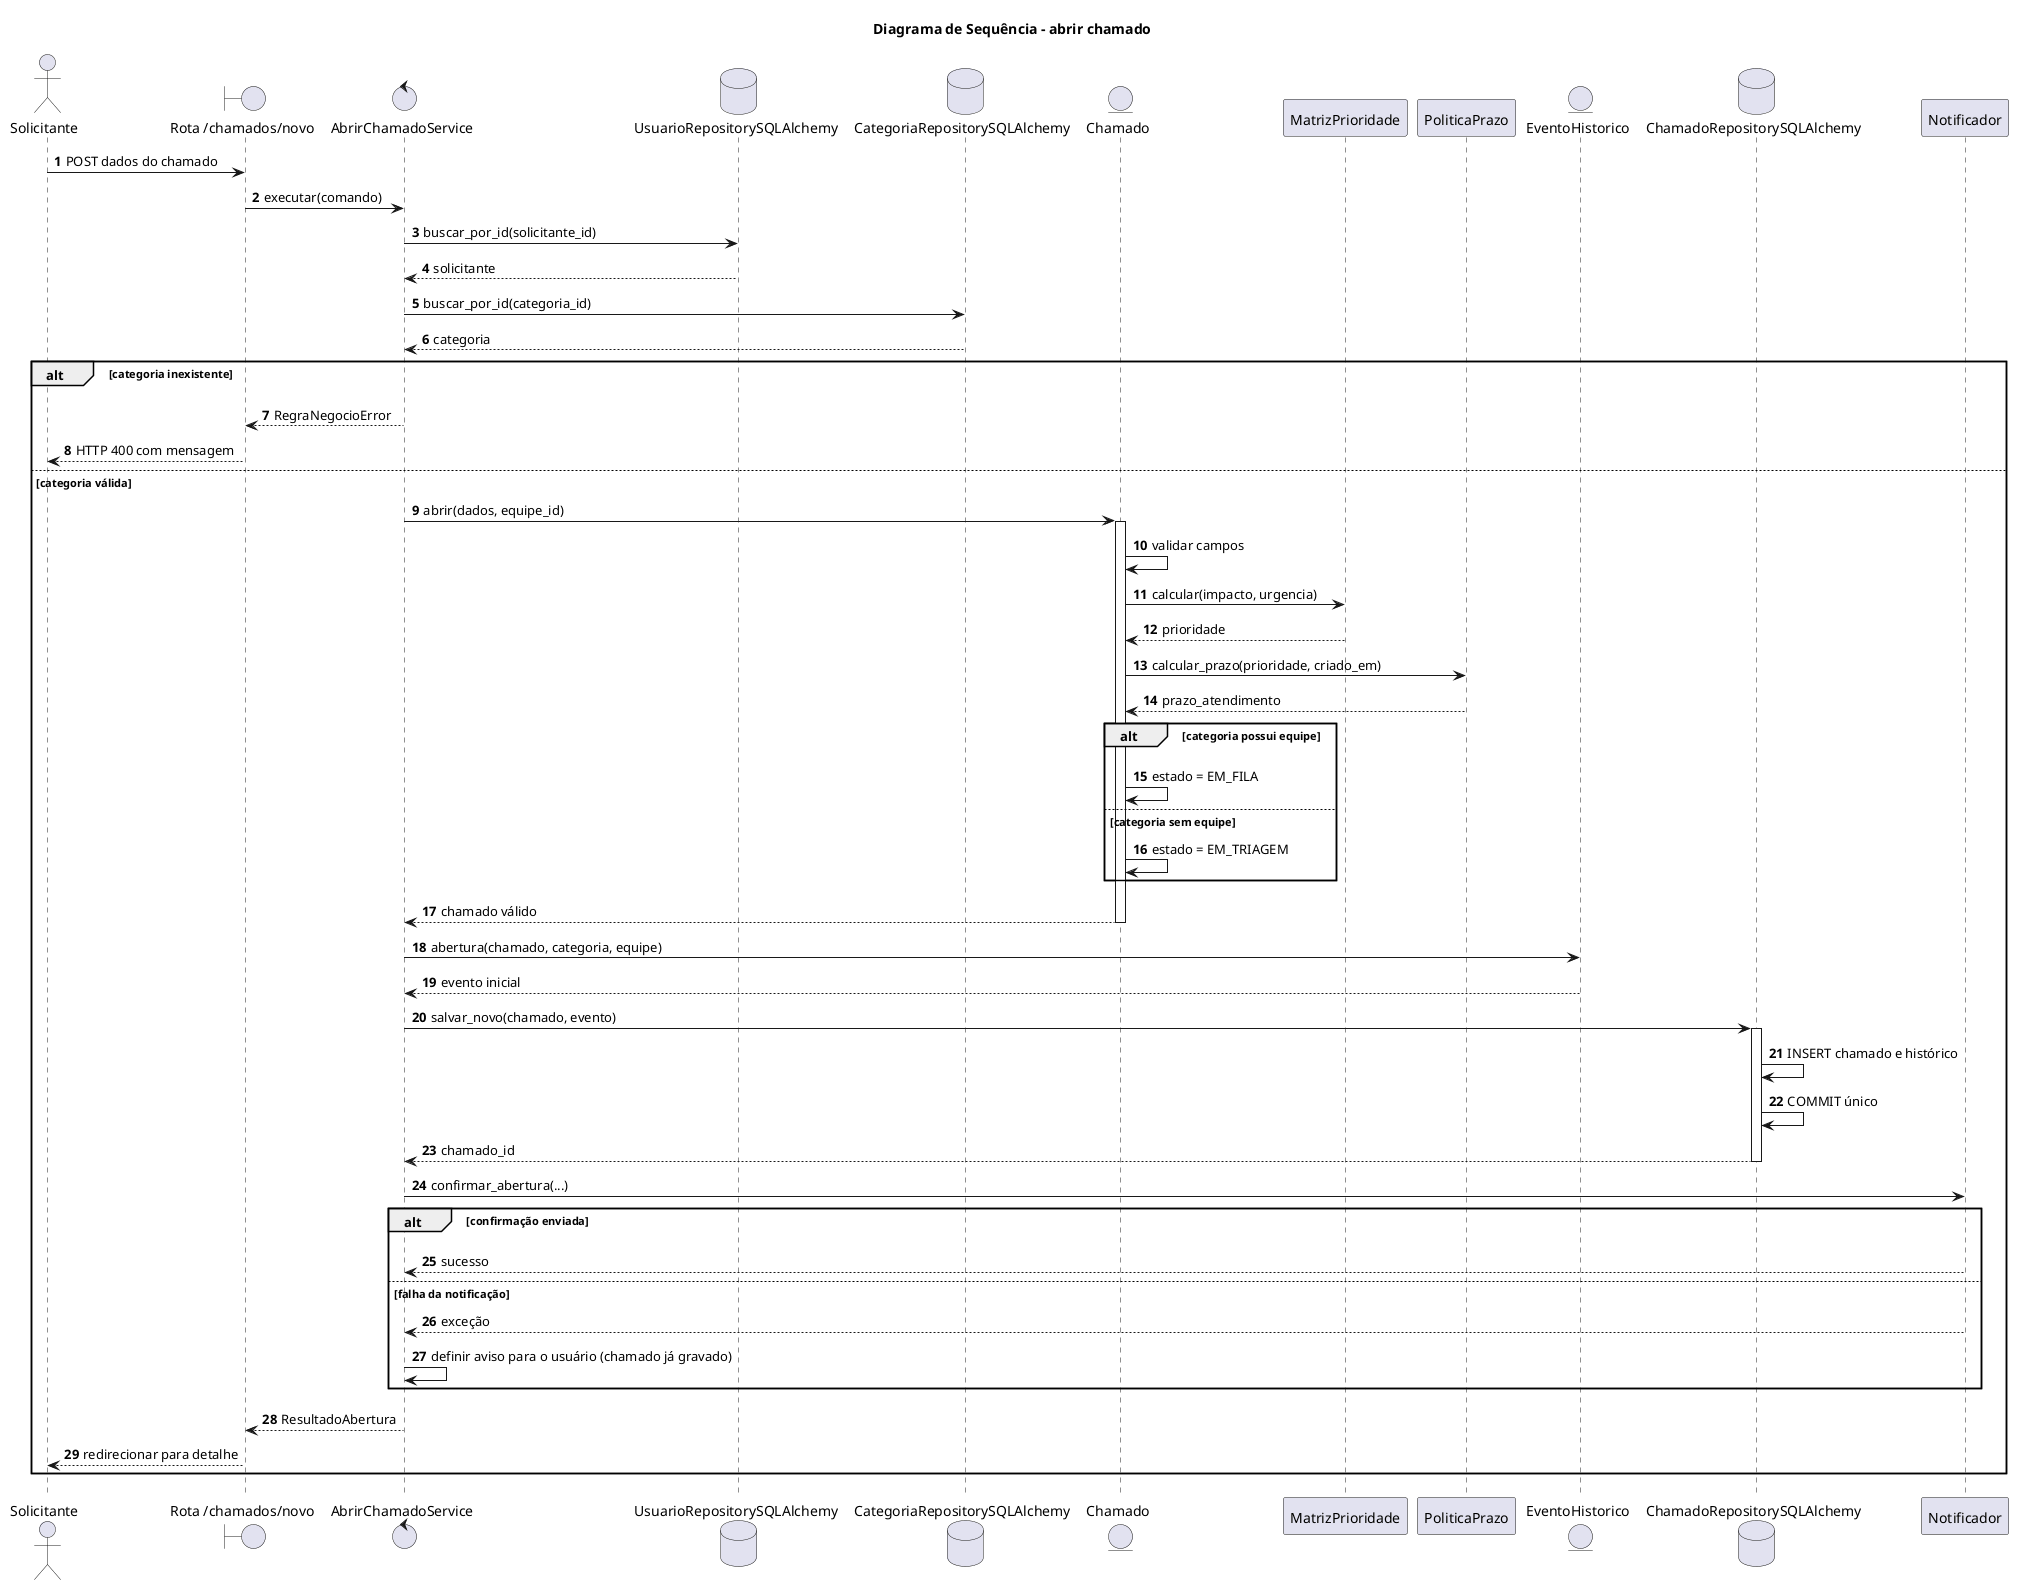 Diagrama de Sequência - abrir chamado
Solicitante
Rota /chamados/novo
AbrirChamadoService
UsuarioRepositorySQLAlchemy
CategoriaRepositorySQLAlchemy
Chamado
MatrizPrioridade
PoliticaPrazo
EventoHistorico
ChamadoRepositorySQLAlchemy
Notificador
1 POST dados do chamado
2 executar(comando)
3 buscar_por_id(solicitante_id)
4 solicitante
5 buscar_por_id(categoria_id)
6 categoria
alt [categoria inexistente]
7 RegraNegocioError
8 HTTP 400 com mensagem
[categoria válida]
9 abrir(dados, equipe_id)
10 validar campos
11 calcular(impacto, urgencia)
12 prioridade
13 calcular_prazo(prioridade, criado_em)
14 prazo_atendimento
alt [categoria possui equipe]
15 estado = EM_FILA
[categoria sem equipe]
16 estado = EM_TRIAGEM
17 chamado válido
18 abertura(chamado, categoria, equipe)
19 evento inicial
20 salvar_novo(chamado, evento)
21 INSERT chamado e histórico
22 COMMIT único
23 chamado_id
24 confirmar_abertura(...)
alt [confirmação enviada]
25 sucesso
[falha da notificação]
26 exceção
27 definir aviso para o usuário (chamado já gravado)
28 ResultadoAbertura
29 redirecionar para detalhe
Solicitante
Rota /chamados/novo
AbrirChamadoService
UsuarioRepositorySQLAlchemy
CategoriaRepositorySQLAlchemy
Chamado
MatrizPrioridade
PoliticaPrazo
EventoHistorico
ChamadoRepositorySQLAlchemy
Notificador